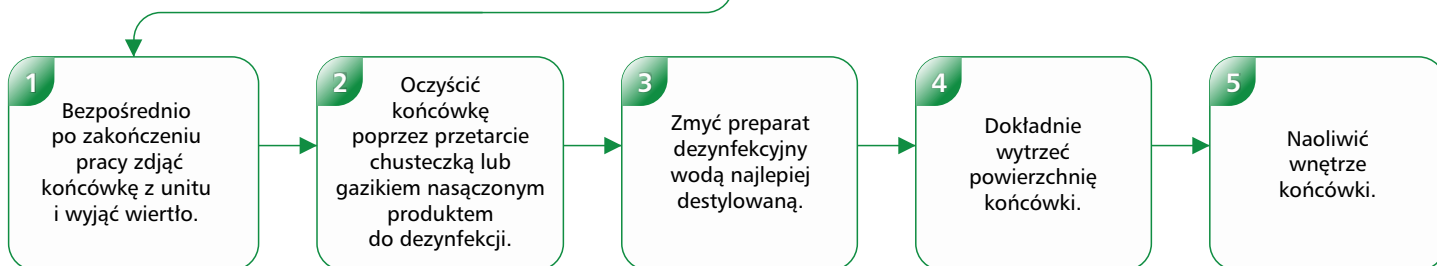 1
Bezpośrednio
po zakończeniu
pracy zdjąć
końcówkę z unitu
i wyjąć wiertło.
2
Oczyścić
końcówkę
poprzez przetarcie
chusteczką lub
gazikiem nasączonym
produktem
do dezynfekcji.
3
Zmyć preparat
dezynfekcyjny
wodą najlepiej
destylowaną.
4
Dokładnie
wytrzeć
powierzchnię
końcówki.
5
Naoliwić
wnętrze
końcówki.